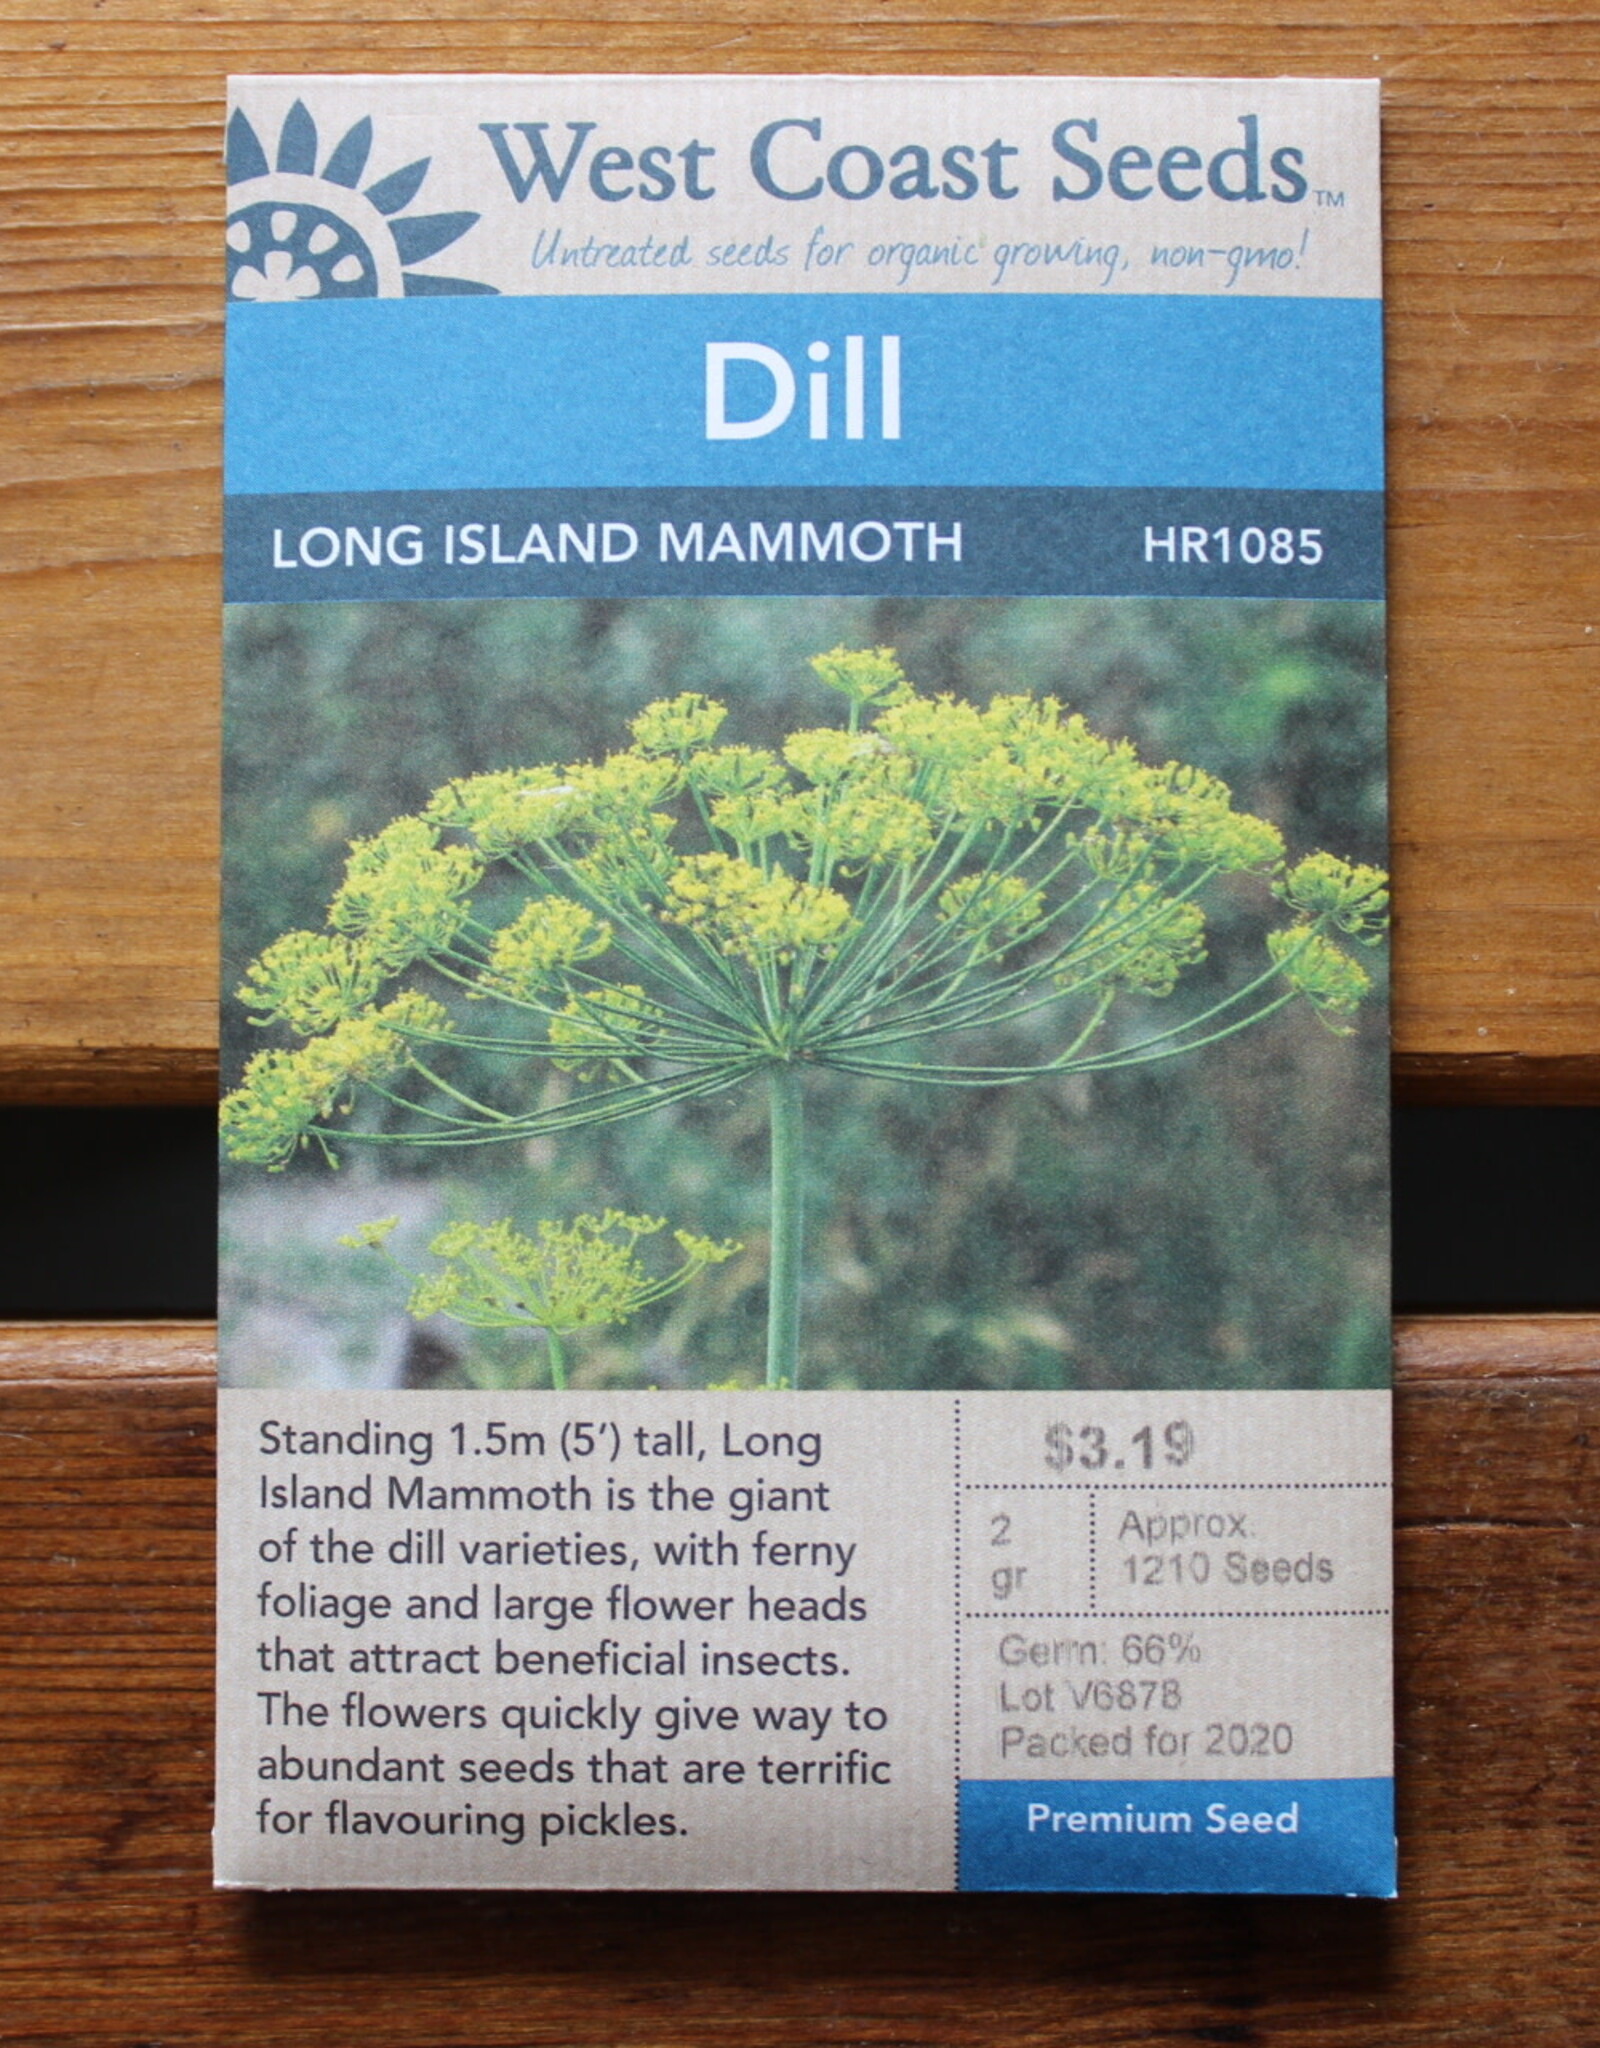 West Coast Seeds™
Untreated seeds for organic growing, non-gmo!
Dill
LONG ISLAND MAMMOTH HR1085
Standing 1.5m (5') tall, Long
Island Mammoth is the giant
of the dill varieties, with ferny
foliage and large flower heads
that attract beneficial insects.
The flowers quickly give way to
abundant seeds that are terrific
for flavouring pickles.
$3.19
2
gr
Approx.
1210 Seeds
Germ: 66%
Lot V687B
Packed for 2020
Premium Seed